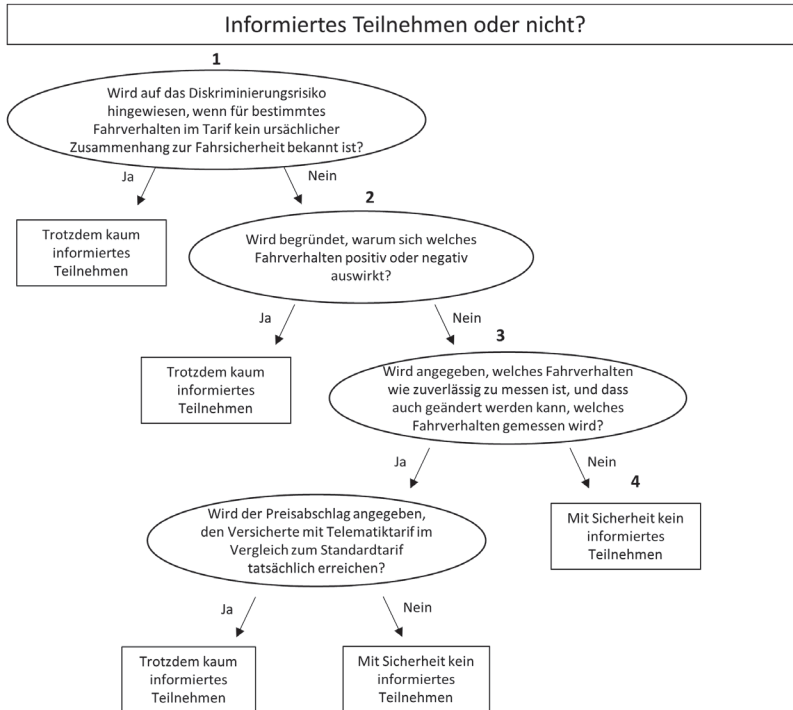 Informiertes Teilnehmen oder nicht?
1
Wird auf das Diskriminierungsrisiko
hingewiesen, wenn für bestimmtes
Fahrverhalten im Tarif kein ursächlicher
Zusammenhang zur Fahrsicherheit bekannt ist?
Ja
Nein
Trotzdem kaum
informiertes
Teilnehmen
2
Wird begründet, warum sich welches
Fahrverhalten positiv oder negativ
auswirkt?
Ja
Nein
Trotzdem kaum
informiertes
Teilnehmen
3
Wird angegeben, welches Fahrverhalten
wie zuverlässig zu messen ist, und dass
auch geändert werden kann, welches
Fahrverhalten gemessen wird?
Ja
Nein
4
Wird der Preisabschlag angegeben,
den Versicherte mit Telematiktarif im
Vergleich zum Standardtarif
tatsächlich erreichen?
Mit Sicherheit kein
informiertes
Teilnehmen
Ja
Nein
Trotzdem kaum
informiertes
Teilnehmen
Mit Sicherheit kein
informiertes
Teilnehmen